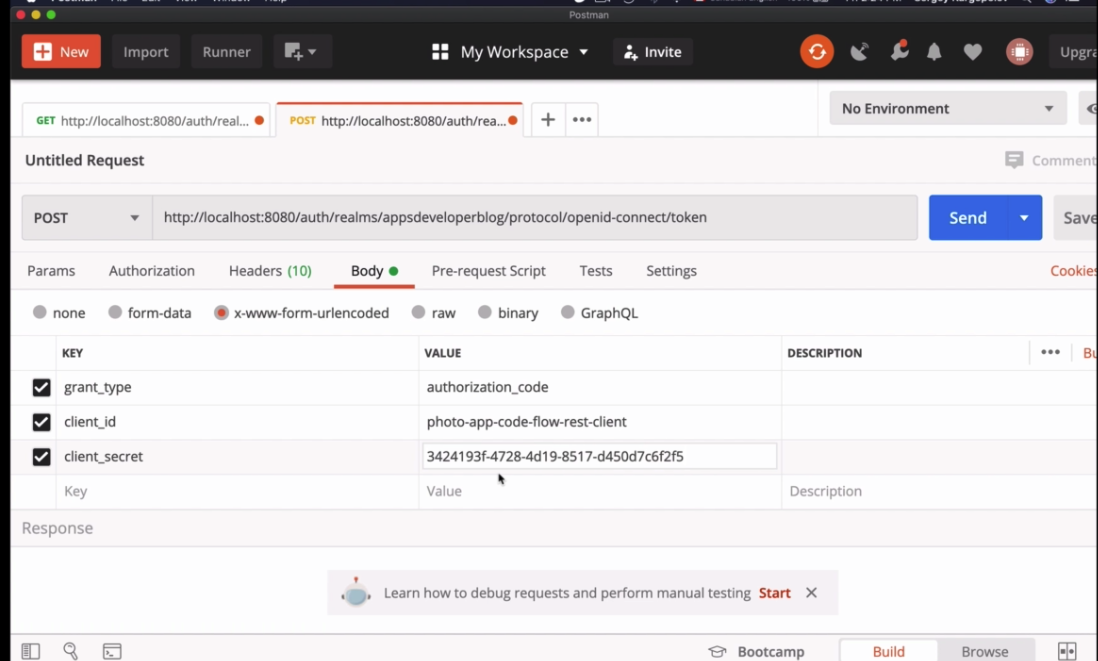 Postman
New Import Runner My Workspace Invite
GET http://localhost:8080/auth/real... POST http://localhost:8080/auth/rea... + ••• No Environment
Untitled Request
POST http://localhost:8080/auth/realms/appsdeveloperblog/protocol/openid-connect/token Send Save
Params Authorization Headers (10) Body Pre-request Script Tests Settings Cookies
none form-data x-www-form-urlencoded raw binary GraphQL
KEY VALUE DESCRIPTION •••
grant_type authorization_code
client_id photo-app-code-flow-rest-client
client_secret 3424193f-4728-4d19-8517-d450d7c6f2f5
Key Value Description
Response
Learn how to debug requests and perform manual testing Start
Bootcamp Build Browse